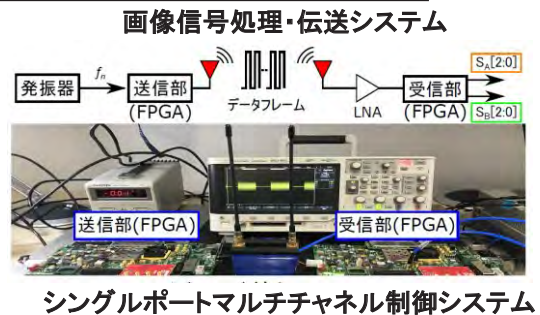 画像信号処理・伝送システム
発振器
fn
送信部
(FPGA)
データフレーム
LNA
受信部
(FPGA)
SA[2:0]
SB[2:0]
送信部(FPGA)
受信部(FPGA)
シングルポートマルチチャネル制御システム